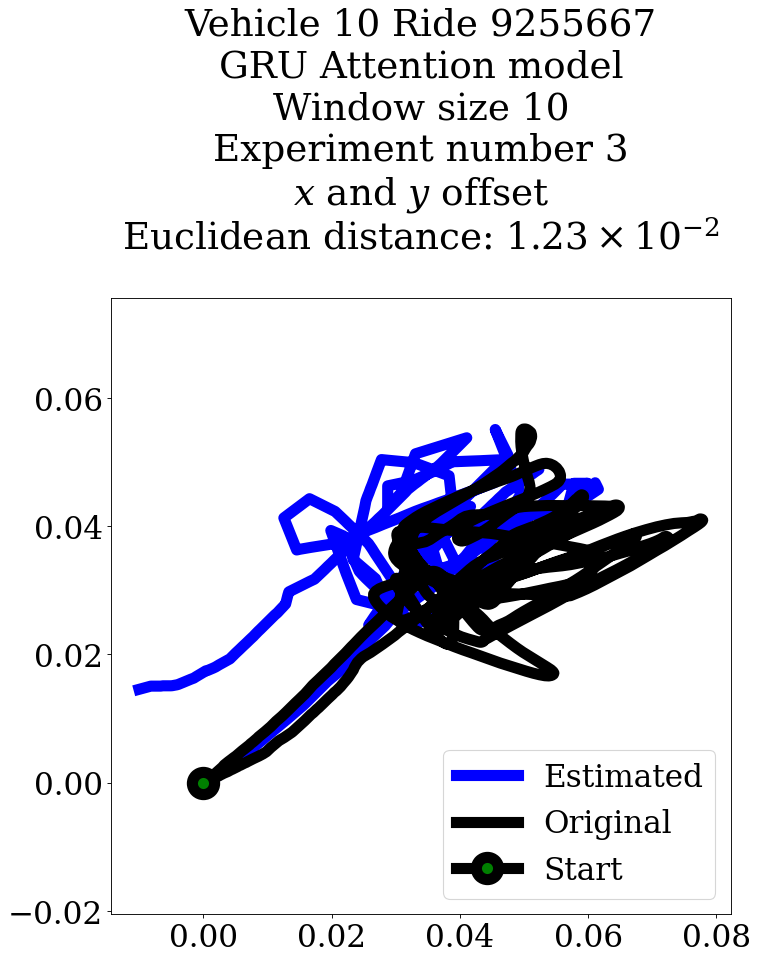 Vehicle 10 Ride 9255667
GRU Attention model
Window size 10
Experiment number 3
x and y offset
Euclidean distance: 1.23 × 10⁻²
0.06
0.04
0.02
0.00
−0.02
Estimated
Original
Start
0.00 0.02 0.04 0.06 0.08